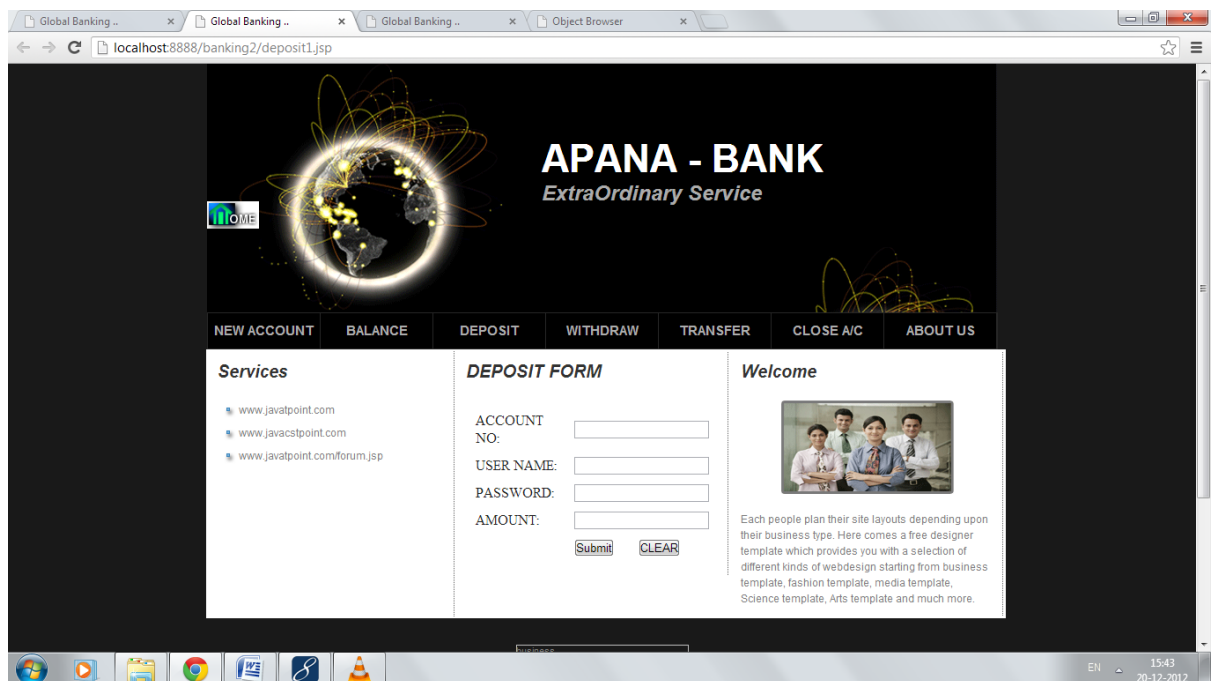 Global Banking ..
Global Banking ..
Global Banking ..
Object Browser
localhost:8888/banking2/deposit1.jsp
APANA - BANK
ExtraOrdinary Service
HOME
NEW ACCOUNT BALANCE DEPOSIT WITHDRAW TRANSFER CLOSE A/C ABOUT US
Services
www.javatpoint.com
www.javacstpoint.com
www.javatpoint.com/forum.jsp
DEPOSIT FORM
ACCOUNT
NO:
USER NAME:
PASSWORD:
AMOUNT:
Submit CLEAR
Welcome
Each people plan their site layouts depending upon
their business type. Here comes a free designer
template which provides you with a selection of
different kinds of webdesign starting from business
template, fashion template, media template,
Science template, Arts template and much more.
business
EN 15:43
20-12-2012